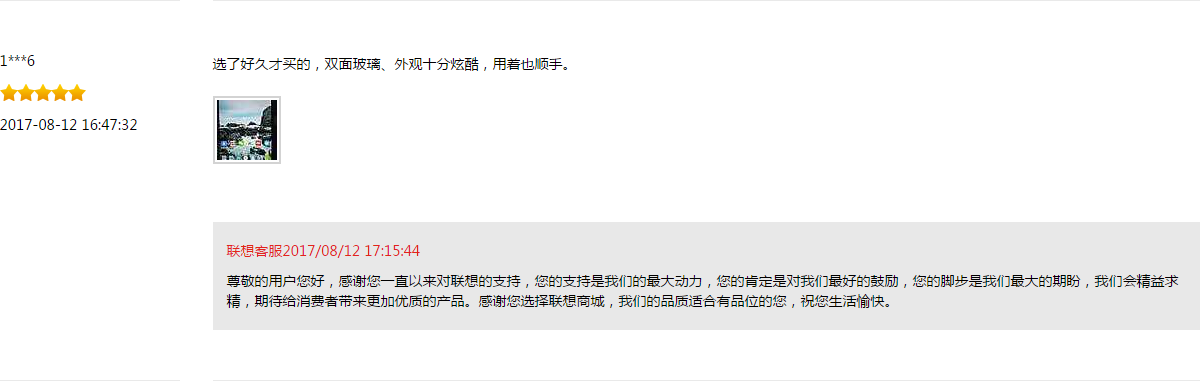 1***6
2017-08-12 16:47:32
选了好久才买的，双面玻璃、外观十分炫酷，用着也顺手。
联想客服2017/08/12 17:15:44
尊敬的用户您好，感谢您一直以来对联想的支持，您的支持是我们的最大动力，您的肯定是对我们最好的鼓励，您的脚步是我们最大的期盼，我们会精益求
精，期待给消费者带来更加优质的产品。感谢您选择联想商城，我们的品质适合有品位的您，祝您生活愉快。